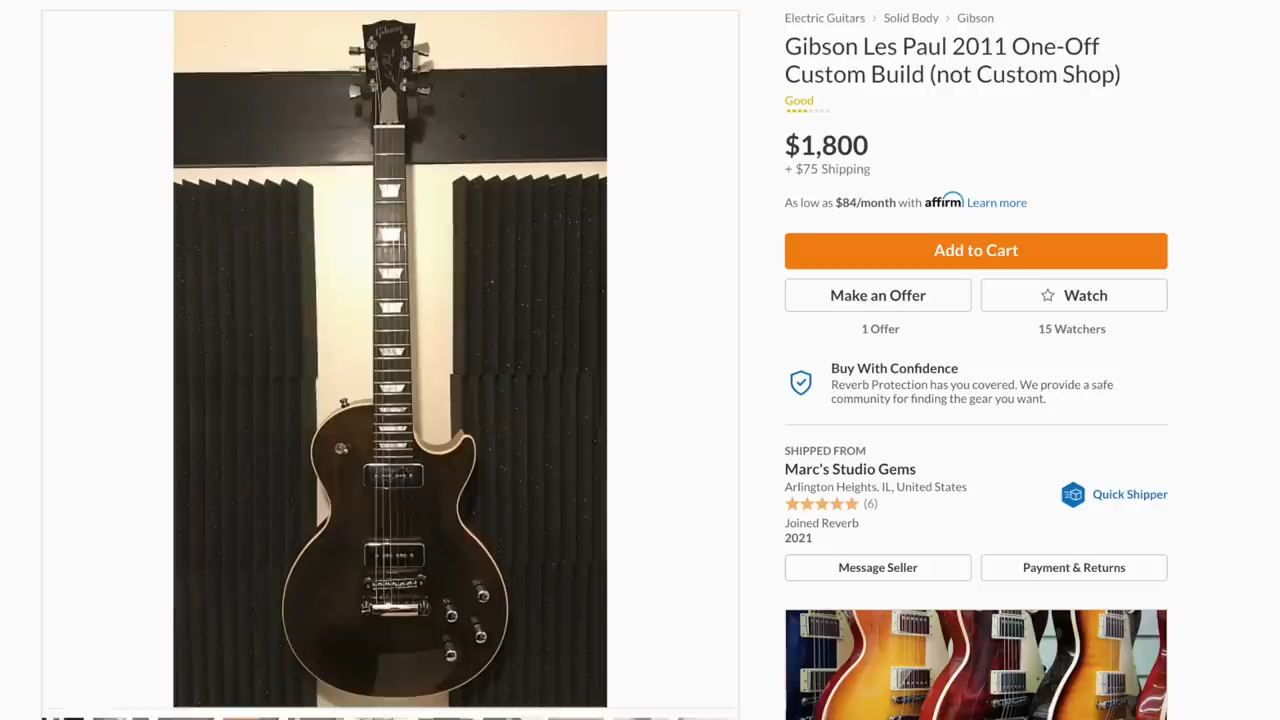 Gibson
Electric Guitars > Solid Body > Gibson
Gibson Les Paul 2011 One-Off
Custom Build (not Custom Shop)
Good
$1,800
+ $75 Shipping
As low as $84/month with affirm Learn more
Add to Cart
Make an Offer
Watch
1 Offer
15 Watchers
Buy With Confidence
Reverb Protection has you covered. We provide a safe
community for finding the gear you want.
SHIPPED FROM
Marc's Studio Gems
Arlington Heights, IL, United States
(6)
Quick Shipper
Joined Reverb
2021
Message Seller
Payment & Returns